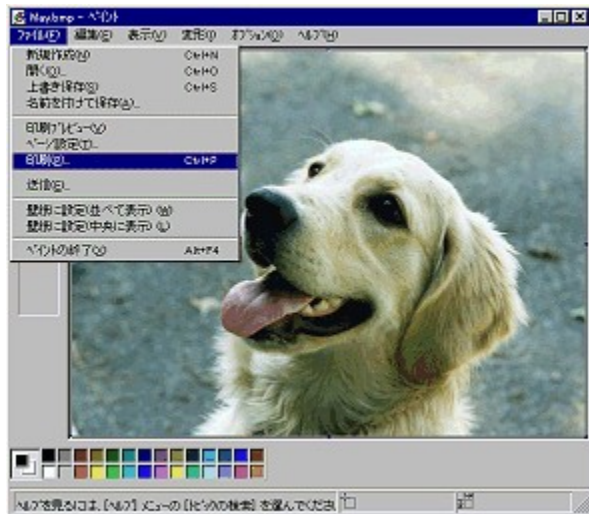 May.bmp - ペイント
ファイル(F) 編集(E) 表示(V) 変形(I) オプション(O) ヘルプ(H)
新規作成(N) Ctrl+N
開く(O)... Ctrl+O
上書き保存(S) Ctrl+S
名前を付けて保存(A)...
印刷プレビュー(V)
ページ設定(T)...
印刷(P)... Ctrl+P
送信(E)...
壁紙に設定(並べて表示) (W)
壁紙に設定(中央に表示) (L)
ペイントの終了(X) Alt+F4
ヘルプを見るには、[ヘルプ] メニューの [トピックの検索] を選んでくださ